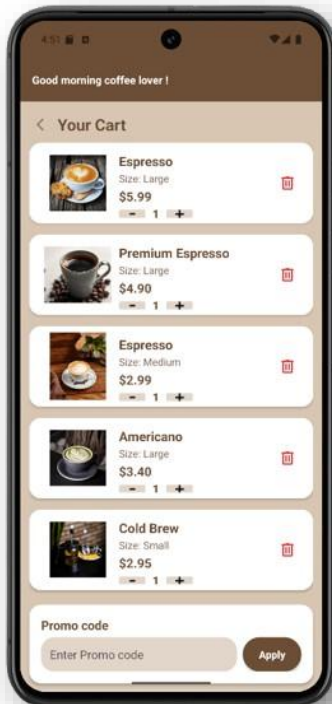 4:51
Good morning coffee lover !
< Your Cart
Espresso
Size: Large
$5.99
- 1 +
Premium Espresso
Size: Large
$4.90
- 1 +
Espresso
Size: Medium
$2.99
- 1 +
Americano
Size: Large
$3.40
- 1 +
Cold Brew
Size: Small
$2.95
- 1 +
Promo code
Enter Promo code
Apply